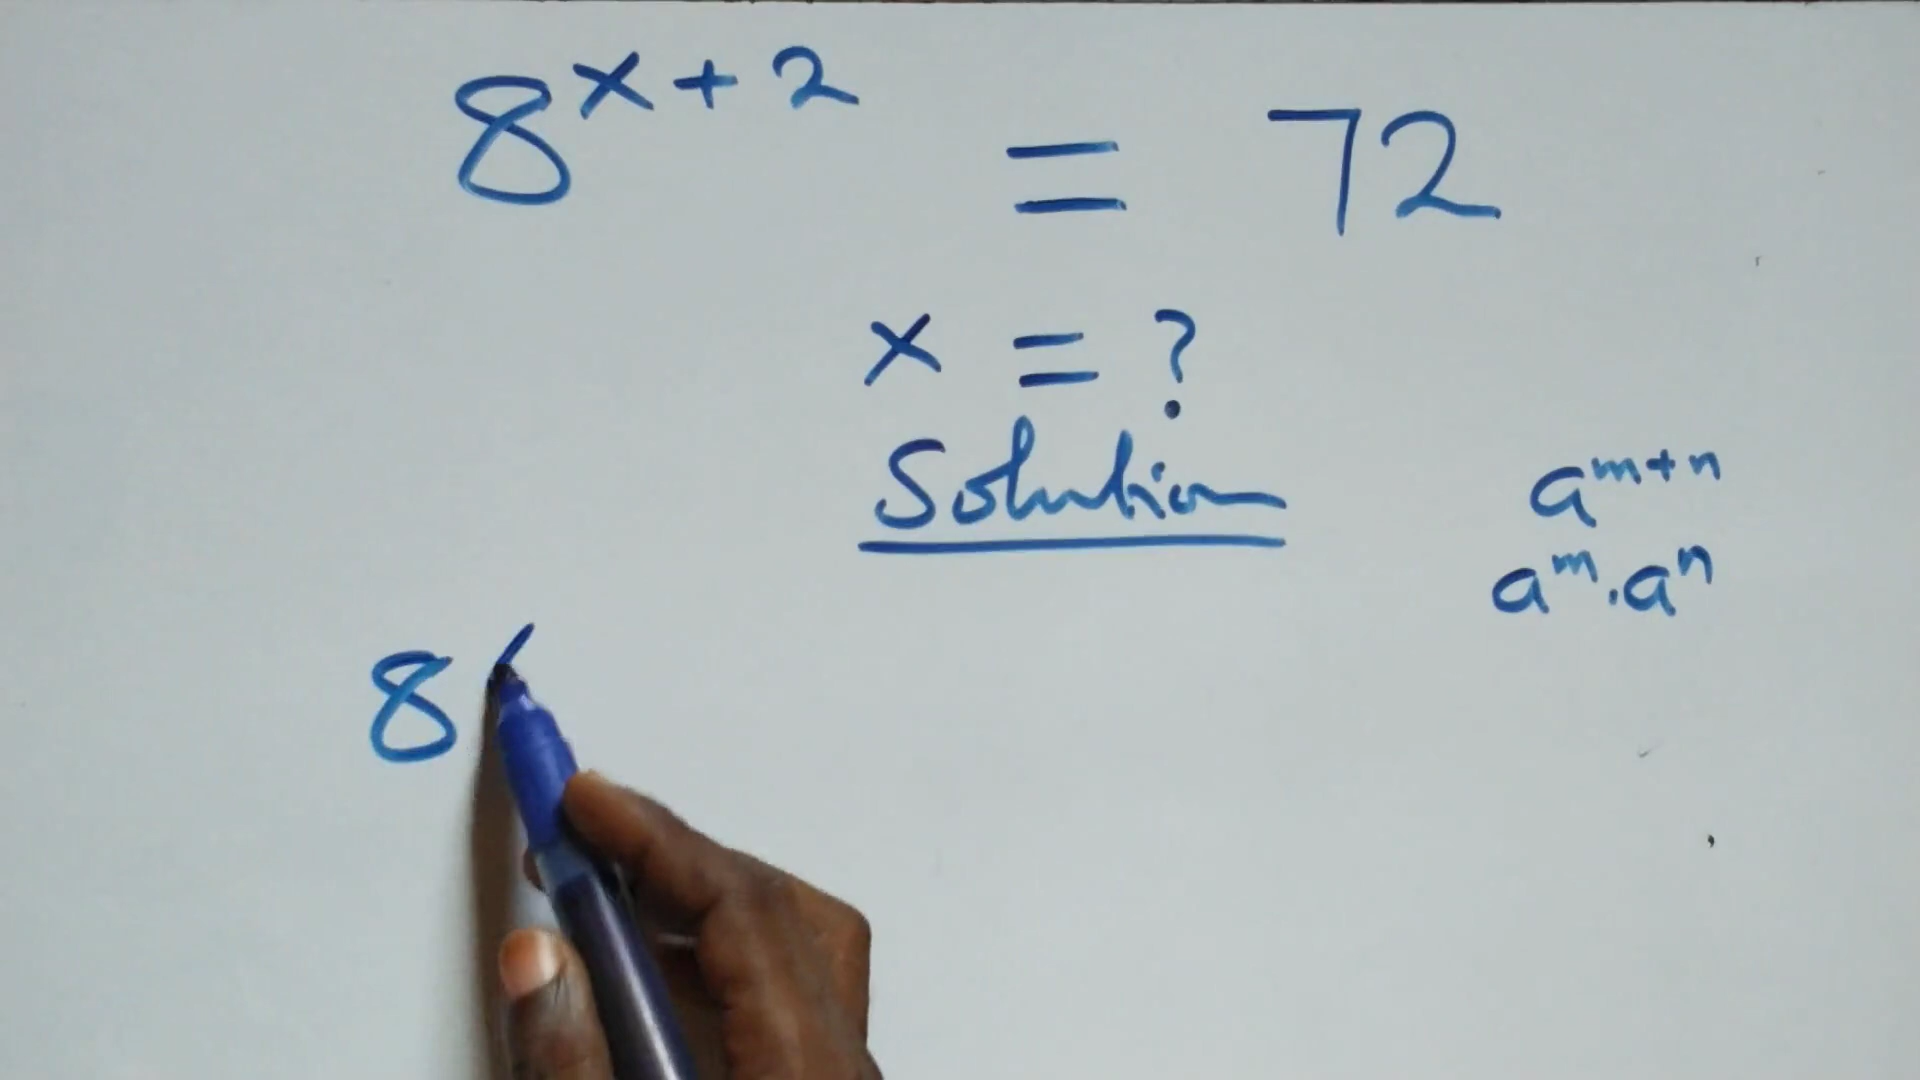 8^{x+2} = 72
x = ?
Solution
a^{m+n}
a^m . a^n
8